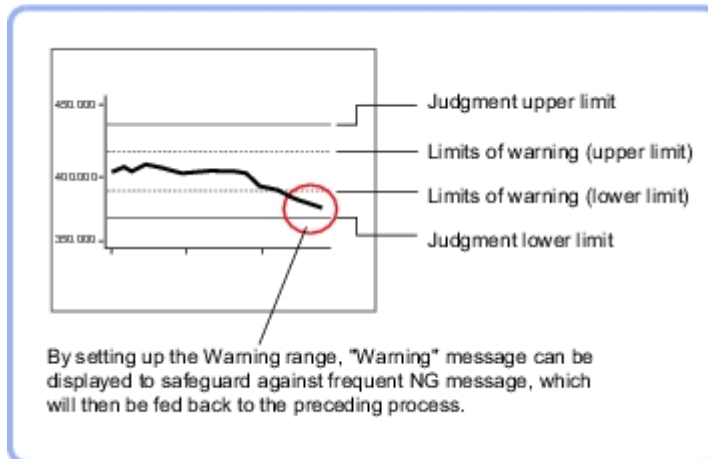 450.000
400.000
350.000
Judgment upper limit
Limits of warning (upper limit)
Limits of warning (lower limit)
Judgment lower limit
By setting up the Warning range, "Warning" message can be
displayed to safeguard against frequent NG message, which
will then be fed back to the preceding process.